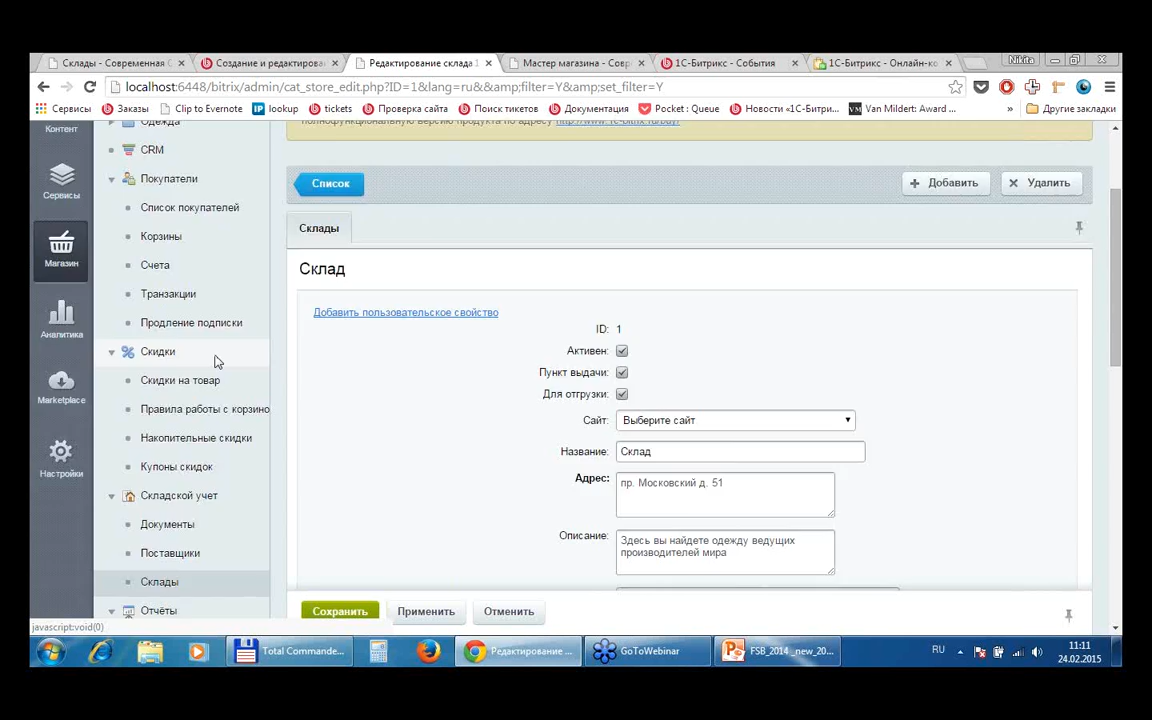 Склады - Современная
Создание и редактирован
Редактирование склада
Мастер магазина - Совр
1С-Битрикс - События
1С-Битрикс - Онлайн-ко
Nikita
localhost:6448/bitrix/admin/cat_store_edit.php?ID=1&lang=ru&&amp;filter=Y&amp;set_filter=Y
Сервисы
Заказы
Clip to Evernote
lookup
tickets
Проверка сайта
Поиск тикетов
Документация
Pocket : Queue
Новости «1С-Битри...
Van Mildert: Award ...
»
Другие закладки
Контент
Сервисы
Магазин
Аналитика
Marketplace
Настройки
Одежда
CRM
Покупатели
Список покупателей
Корзины
Счета
Транзакции
Продление подписки
Скидки
Скидки на товар
Правила работы с корзино
Накопительные скидки
Купоны скидок
Складской учет
Документы
Поставщики
Склады
Отчёты
полнофункциональную версию продукта по адресу http://www.1c-bitrix.ru/buy/
Список
Добавить
Удалить
Склады
Склад
Добавить пользовательское свойство
ID: 1
Активен:
Пункт выдачи:
Для отгрузки:
Сайт: Выберите сайт
Название: Склад
Адрес: пр. Московский д. 51
Описание: Здесь вы найдете одежду ведущих
производителей мира
Сохранить
Применить
Отменить
javascript:void(0)
Total Commande...
Редактирование ...
GoToWebinar
FSB_2014 _new_20...
RU
11:11
24.02.2015